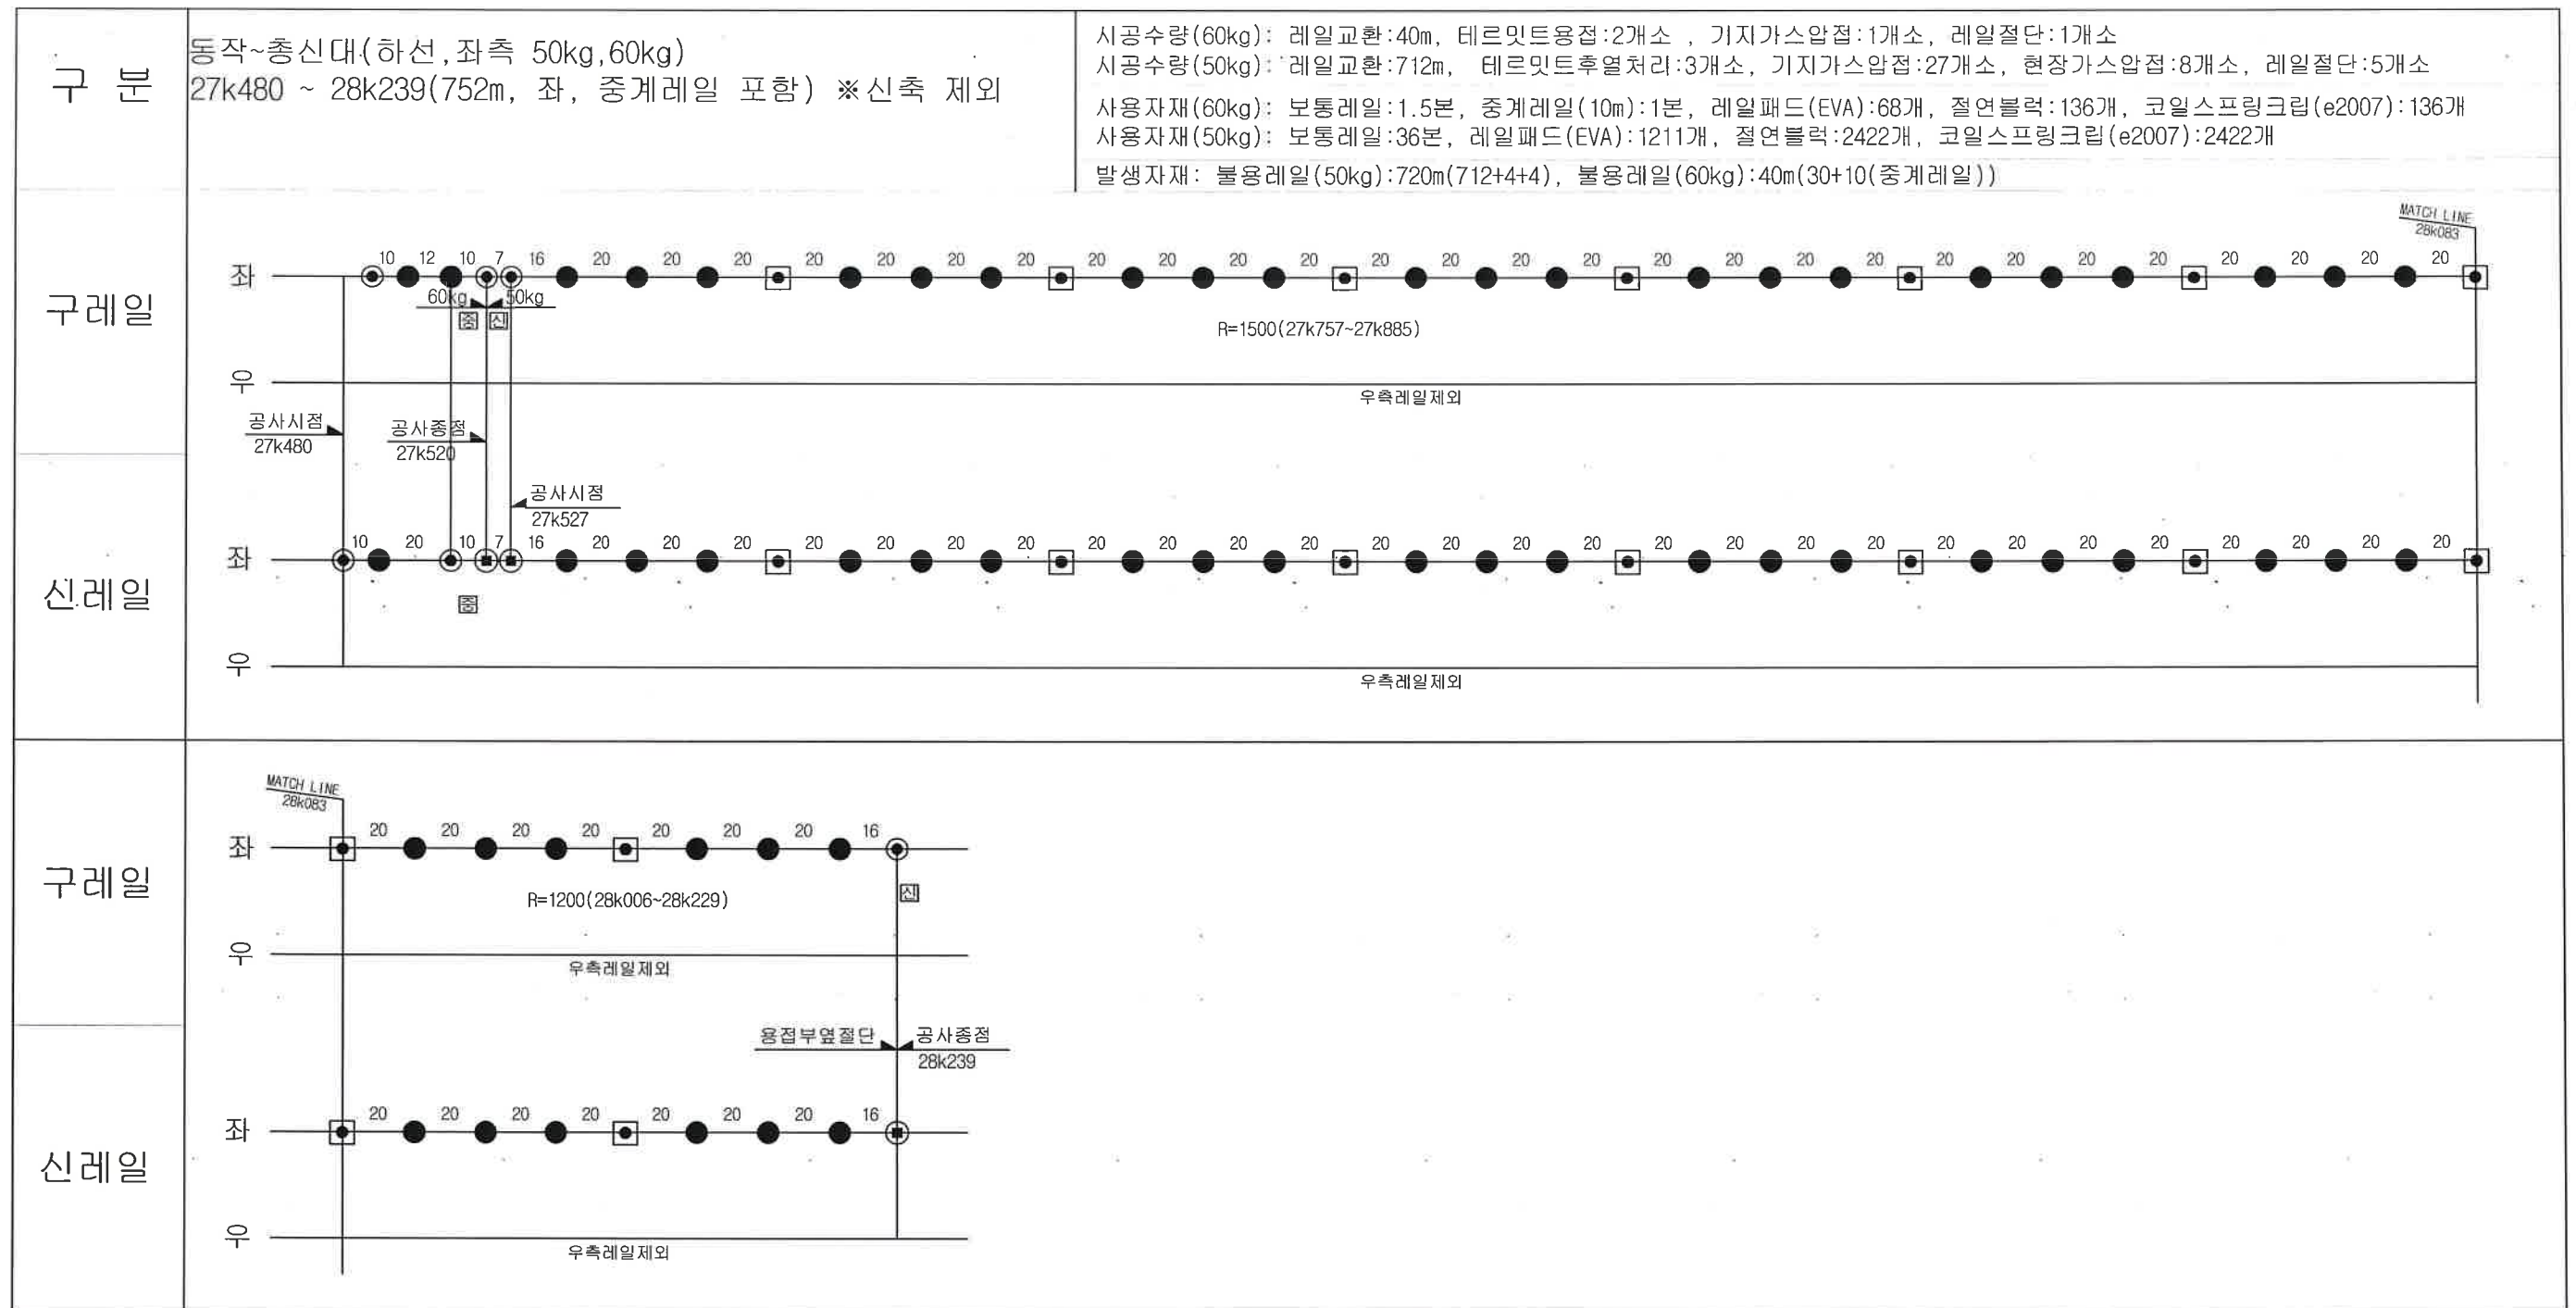 구 분
동작~총신대(하선,좌측 50kg,60kg)
27k480 ~ 28k239(752m, 좌, 중계레일 포함) ※신축 제외
시공수량(60kg): 레일교환:40m, 테르밋트용접:2개소 , 기지가스압접:1개소, 레일절단:1개소
시공수량(50kg): 레일교환:712m, 테르밋트후열처리:3개소, 기지가스압접:27개소, 현장가스압접:8개소, 레일절단:5개소
사용자재(60kg): 보통레일:1.5본, 중계레일(10m):1본, 레일패드(EVA):68개, 절연블럭:136개, 코일스프링크립(e2007):136개
사용자재(50kg): 보통레일:36본, 레일패드(EVA):1211개, 절연블럭:2422개, 코일스프링크립(e2007):2422개
발생자재: 불용레일(50kg):720m(712+4+4), 불용레일(60kg):40m(30+10(중계레일))
구레일
MATCH LINE
28k083
10 12 10 7 16 20 20 20 20 20 20 20 20 20 20 20 20 20 20 20 20 20 20 20 20 20 20 20 20 20 20 20
좌
60kg 50kg
중 신
R=1500(27k757~27k885)
우
우측레일제외
공사시점
27k480
공사종점
27k520
신레일
공사시점
27k527
10 20 10 7 16 20 20 20 20 20 20 20 20 20 20 20 20 20 20 20 20 20 20 20 20 20 20 20 20 20 20 20
좌
중
우
우측레일제외
구레일
MATCH LINE
28k083
20 20 20 20 20 20 20 16
좌
신
R=1200(28k006~28k229)
우
우측레일제외
신레일
용접부옆절단 공사종점
28k239
20 20 20 20 20 20 20 16
좌
우
우측레일제외